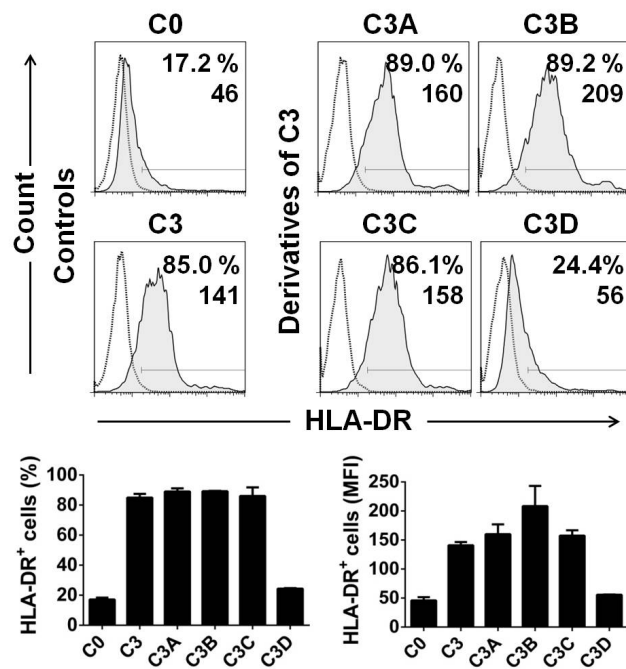 C0
17.2 %
46
C3A
89.0 %
160
C3B
89.2 %
209
Count
Controls
Derivatives of C3
C3
85.0 %
141
C3C
86.1%
158
C3D
24.4%
56
HLA-DR
HLA-DR+ cells (%)
100
80
60
40
20
0
C0 C3 C3A C3B C3C C3D
HLA-DR+ cells (MFI)
250
200
150
100
50
0
C0 C3 C3A C3B C3C C3D